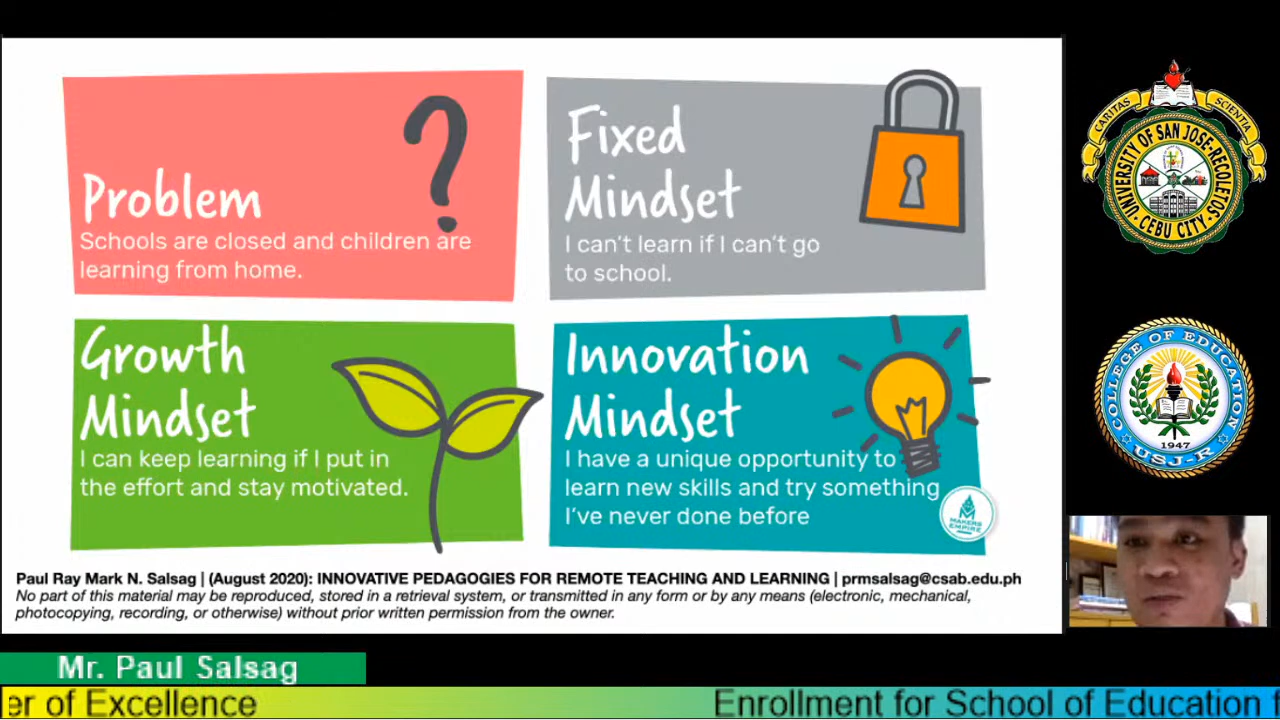 Problem
Schools are closed and children are
learning from home.
Fixed
Mindset
I can't learn if I can't go
to school.
Growth
Mindset
I can keep learning if I put in
the effort and stay motivated.
Innovation
Mindset
I have a unique opportunity to
learn new skills and try something
I've never done before
MAKERS
EMPIRE
Paul Ray Mark N. Salsag | (August 2020): INNOVATIVE PEDAGOGIES FOR REMOTE TEACHING AND LEARNING | prmsalsag@csab.edu.ph
No part of this material may be reproduced, stored in a retrieval system, or transmitted in any form or by any means (electronic, mechanical,
photocopying, recording, or otherwise) without prior written permission from the owner.
CARITAS
SCIENTIA
UNIVERSITY OF SAN JOSE-RECOLETOS
CEBU CITY
COLLEGE OF EDUCATION
1947
USJ-R
Mr. Paul Salsag
er of Excellence
Enrollment for School of Education f